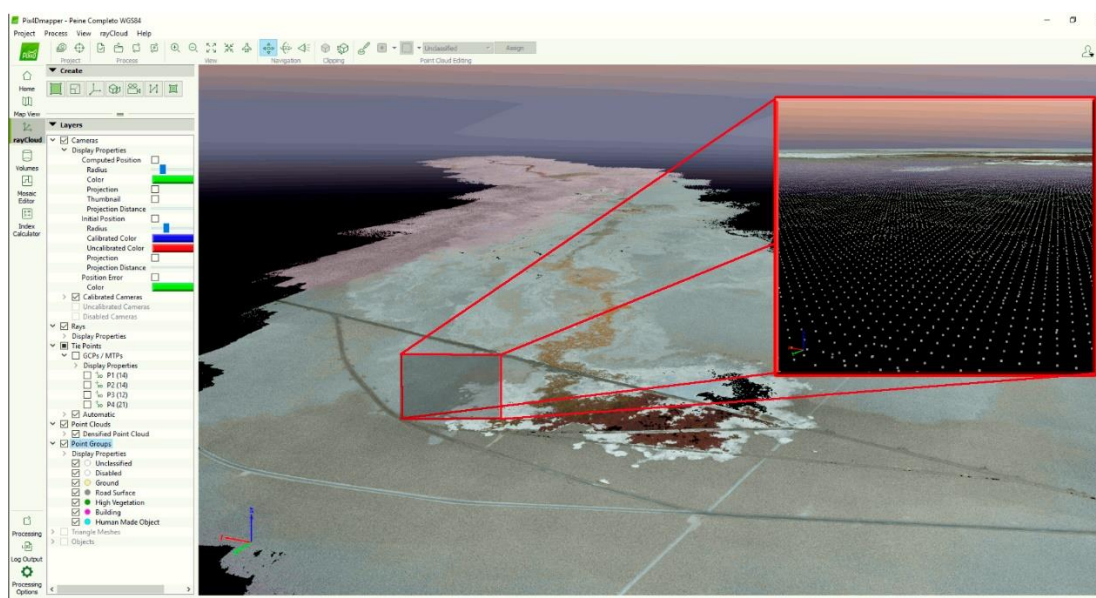 Pix4Dmapper - Peine Completo WGS84
Project Process View rayCloud Help
Unclassified Assign
Project Process View Navigation Clipping Point Cloud Editing
Create
Home
Map View
Layers
rayCloud
Cameras
Display Properties
Computed Position
Radius
Volumes
Color
Projection
Mosaic Editor
Thumbnail
Projection Distance
Initial Position
Index Calculator
Radius
Calibrated Color
Uncalibrated Color
Projection
Projection Distance
Position Error
Color
Calibrated Cameras
Uncalibrated Cameras
Disabled Cameras
Rays
Display Properties
Tie Points
GCPs / MTPs
Display Properties
P1 (14)
P2 (14)
P3 (12)
P4 (21)
Automatic
Point Clouds
Densified Point Cloud
Point Groups
Display Properties
Unclassified
Disabled
Ground
Road Surface
High Vegetation
Building
Human Made Object
Processing
Triangle Meshes
Objects
Log Output
Processing Options